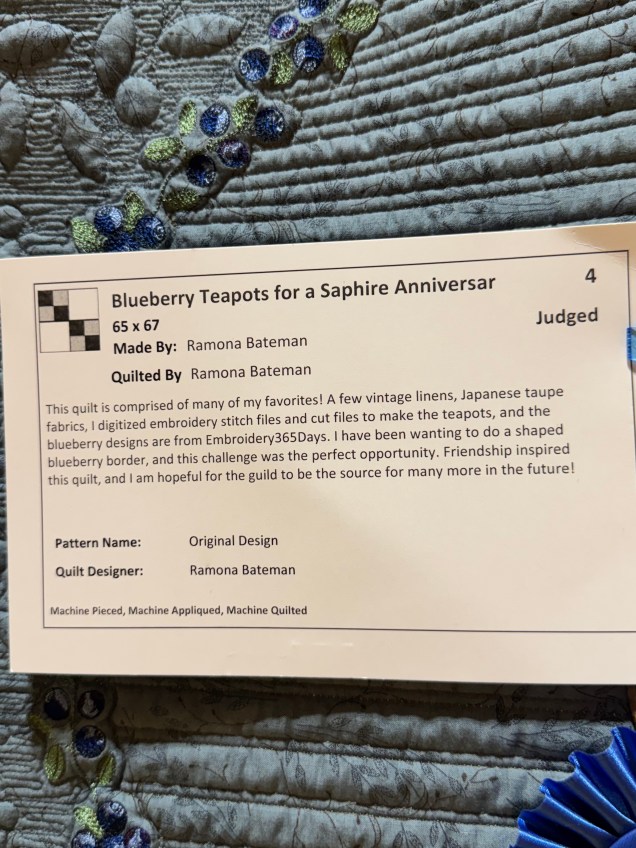 Blueberry Teapots for a Saphire Anniversar
4
65 x 67
Judged
Made By: Ramona Bateman
Quilted By Ramona Bateman
This quilt is comprised of many of my favorites! A few vintage linens, Japanese taupe
fabrics, I digitized embroidery stitch files and cut files to make the teapots, and the
blueberry designs are from Embroidery365Days. I have been wanting to do a shaped
blueberry border, and this challenge was the perfect opportunity. Friendship inspired
this quilt, and I am hopeful for the guild to be the source for many more in the future!
Pattern Name: Original Design
Quilt Designer: Ramona Bateman
Machine Pieced, Machine Appliqued, Machine Quilted